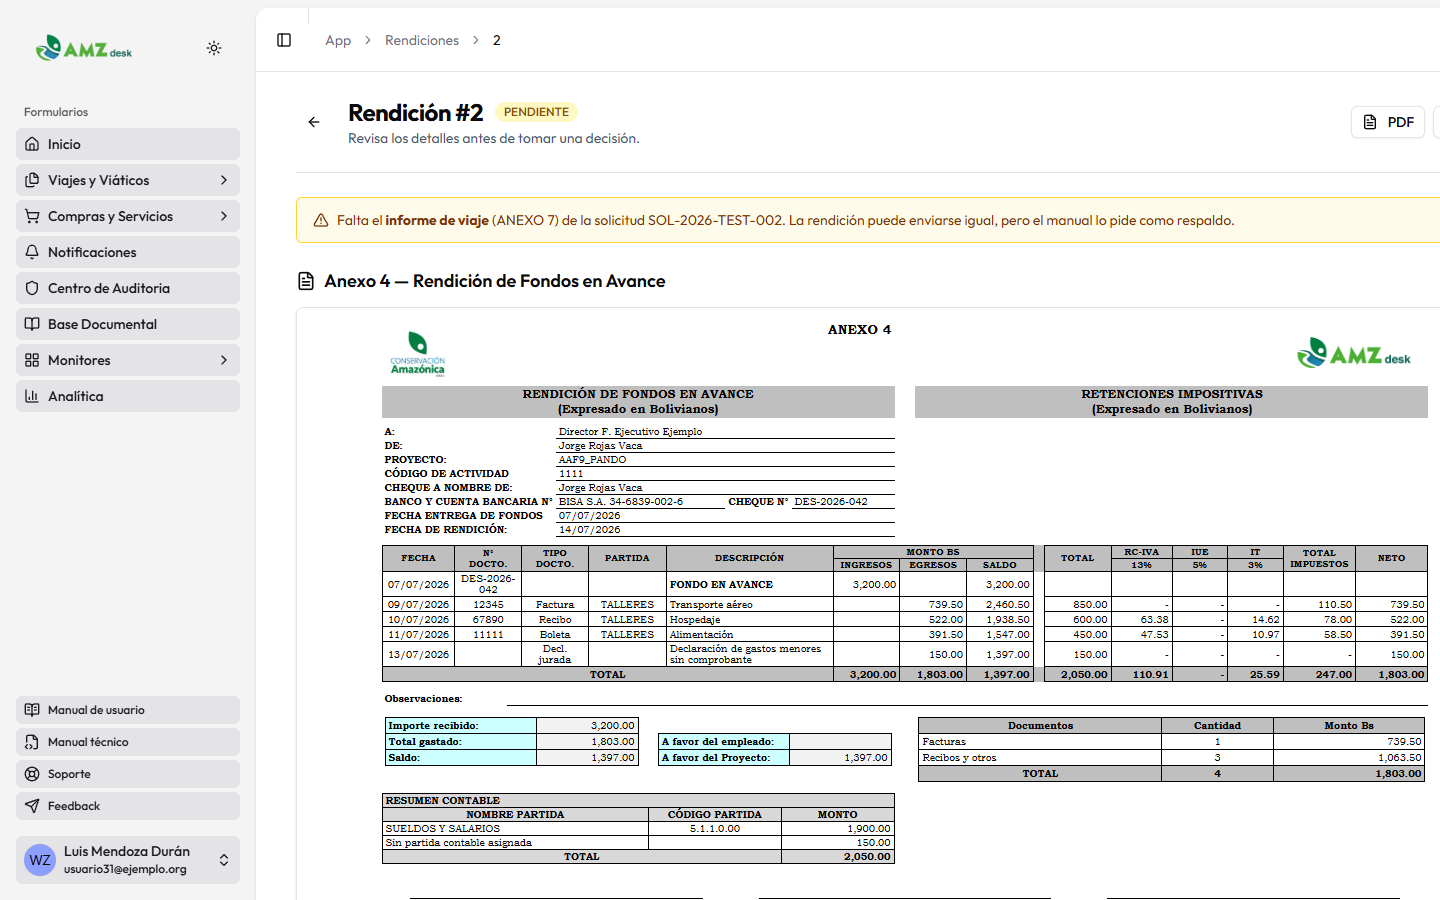 AMZ desk
Formularios
Inicio
Viajes y Viáticos
Compras y Servicios
Notificaciones
Centro de Auditoria
Base Documental
Monitores
Analítica
Manual de usuario
Manual técnico
Soporte
Feedback
WZ
Luis Mendoza Durán
usuario31@ejemplo.org
App > Rendiciones > 2
Rendición #2 PENDIENTE
Revisa los detalles antes de tomar una decisión.
PDF
Falta el informe de viaje (ANEXO 7) de la solicitud SOL-2026-TEST-002. La rendición puede enviarse igual, pero el manual lo pide como respaldo.
Anexo 4 — Rendición de Fondos en Avance
ANEXO 4
CONSERVACIÓN
Amazónica
AMZ desk
RENDICIÓN DE FONDOS EN AVANCE
(Expresado en Bolivianos)
RETENCIONES IMPOSITIVAS
(Expresado en Bolivianos)
A: Director F. Ejecutivo Ejemplo
DE: Jorge Rojas Vaca
PROYECTO: AAF9_PANDO
CÓDIGO DE ACTIVIDAD 1111
CHEQUE A NOMBRE DE: Jorge Rojas Vaca
BANCO Y CUENTA BANCARIA N° BISA S.A. 34-6839-002-6 CHEQUE N° DES-2026-042
FECHA ENTREGA DE FONDOS 07/07/2026
FECHA DE RENDICIÓN: 14/07/2026
FECHA N° DOCTO. TIPO DOCTO. PARTIDA DESCRIPCIÓN MONTO BS TOTAL RC-IVA IUE IT TOTAL IMPUESTOS NETO
INGRESOS EGRESOS SALDO 13% 5% 3%
07/07/2026 DES-2026-042 FONDO EN AVANCE 3,200.00 3,200.00
09/07/2026 12345 Factura TALLERES Transporte aéreo 739.50 2,460.50 850.00 - - - 110.50 739.50
10/07/2026 67890 Recibo TALLERES Hospedaje 522.00 1,938.50 600.00 63.38 - 14.62 78.00 522.00
11/07/2026 11111 Boleta TALLERES Alimentación 391.50 1,547.00 450.00 47.53 - 10.97 58.50 391.50
13/07/2026 Decl. jurada Declaración de gastos menores sin comprobante 150.00 1,397.00 150.00 - - - - 150.00
TOTAL 3,200.00 1,803.00 1,397.00 2,050.00 110.91 - 25.59 247.00 1,803.00
Observaciones:
Importe recibido: 3,200.00
Total gastado: 1,803.00
Saldo: 1,397.00
A favor del empleado:
A favor del Proyecto: 1,397.00
Documentos Cantidad Monto Bs
Facturas 1 739.50
Recibos y otros 3 1,063.50
TOTAL 4 1,803.00
RESUMEN CONTABLE
NOMBRE PARTIDA CÓDIGO PARTIDA MONTO
SUELDOS Y SALARIOS 5.1.1.0.00 1,900.00
Sin partida contable asignada 150.00
TOTAL 2,050.00